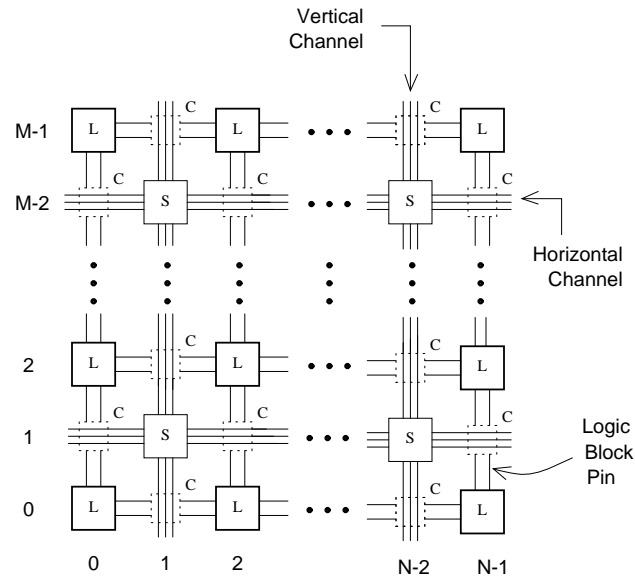 Vertical
Channel
C C
M-1 L L L
C C C
M-2 S S
Horizontal
Channel
C C
2 L L L
C C C
1 S S
Logic
Block
Pin
C C
0 L L L
0 1 2 N-2 N-1